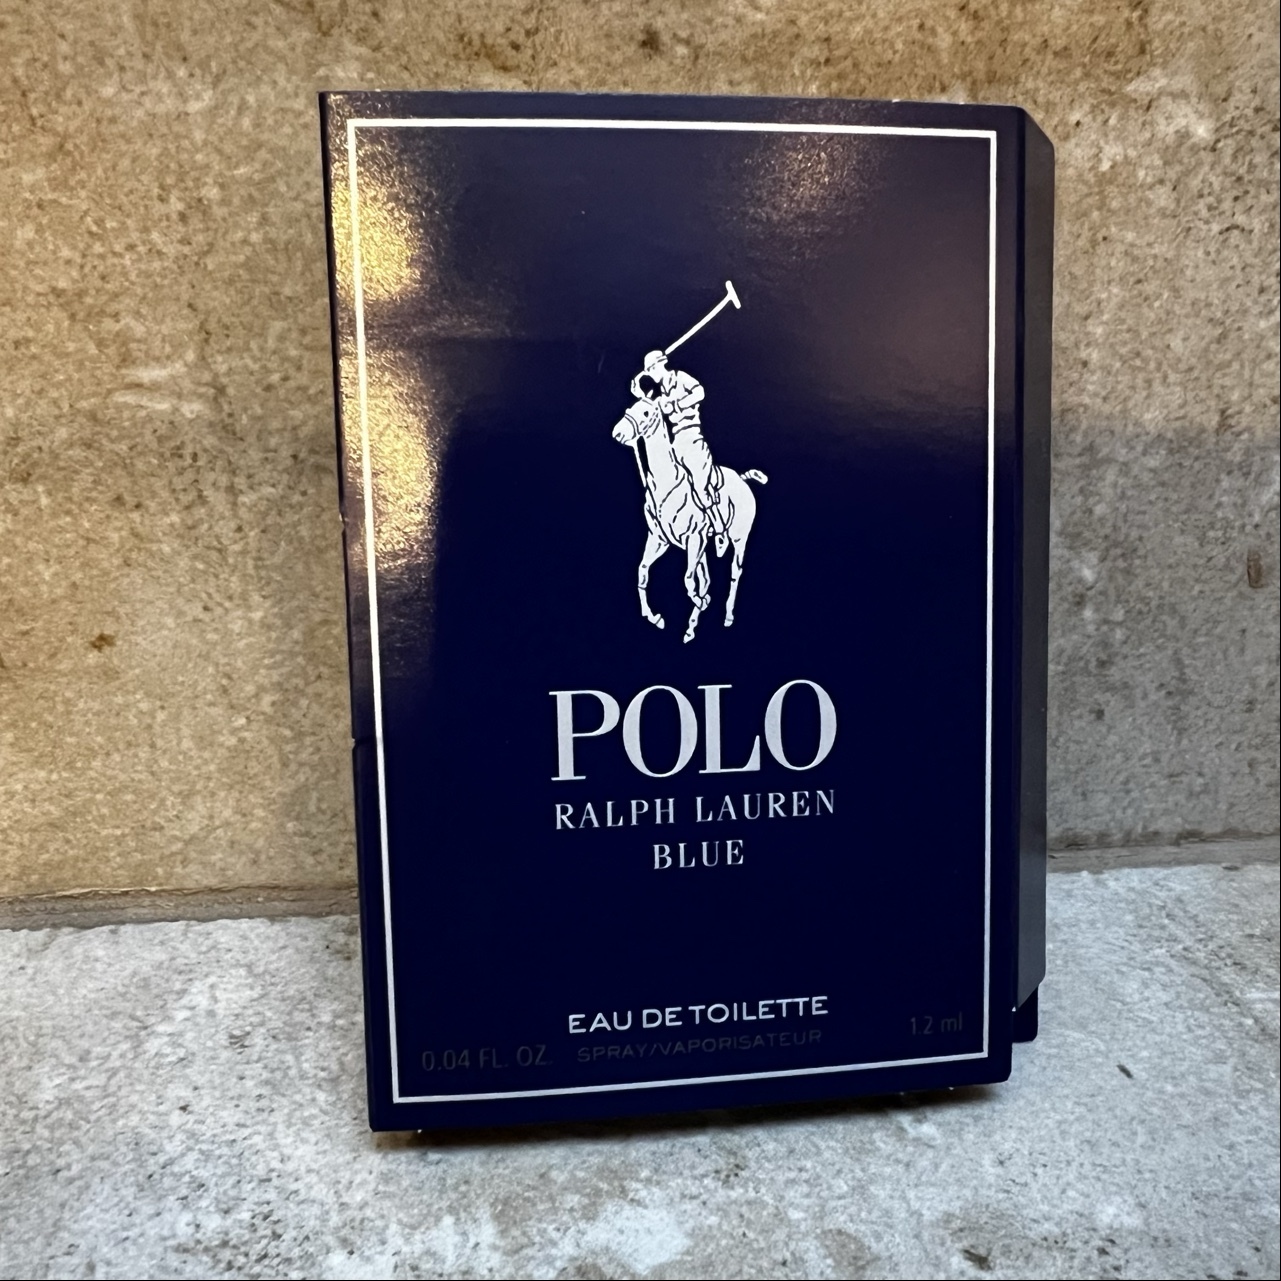 POLO
RALPH LAUREN
BLUE
EAU DE TOILETTE
0.04 FL. OZ. SPRAY/VAPORISATEUR 1.2 ml